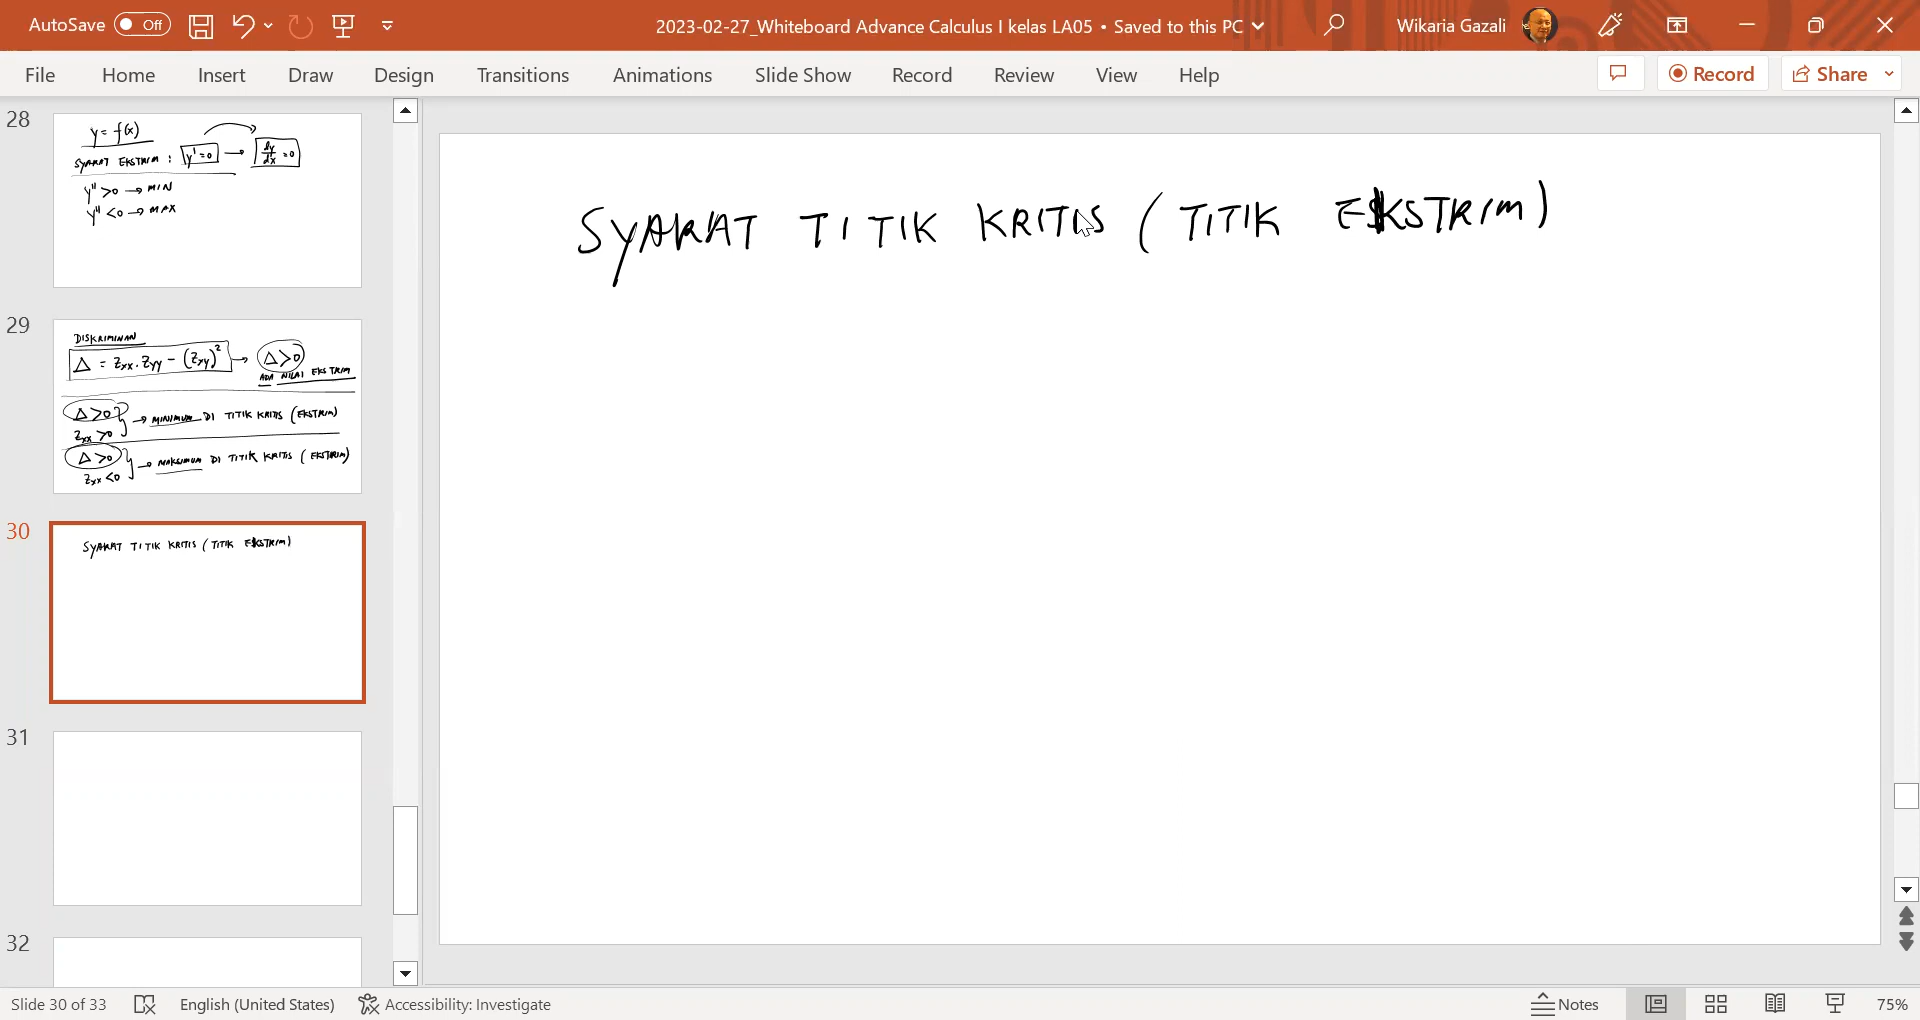 AutoSave Off 2023-02-27_Whiteboard Advance Calculus I kelas LA05 • Saved to this PC Wikaria Gazali
File Home Insert Draw Design Transitions Animations Slide Show Record Review View Help Record Share
28
y = f(x)
SYARAT EKSTRIM : y' = 0 → dy/dx = 0
y'' > 0 → MIN
y'' < 0 → MAX
29
DISKRIMINAN
Δ = Zxx . Zyy - (Zxy)² → Δ>0
ADA NILAI EKSTRIM
Δ>0
Zxx >0 } → MINIMUM DI TITIK KRITIS (EKSTRIM)
Δ>0
Zxx <0 } → MAKSIMUM DI TITIK KRITIS (EKSTRIM)
30
SYARAT TITIK KRITIS (TITIK EKSTRIM)
31
32
SYARAT TITIK KRITIS (TITIK EKSTRIM)
Slide 30 of 33 English (United States) Accessibility: Investigate Notes 75%